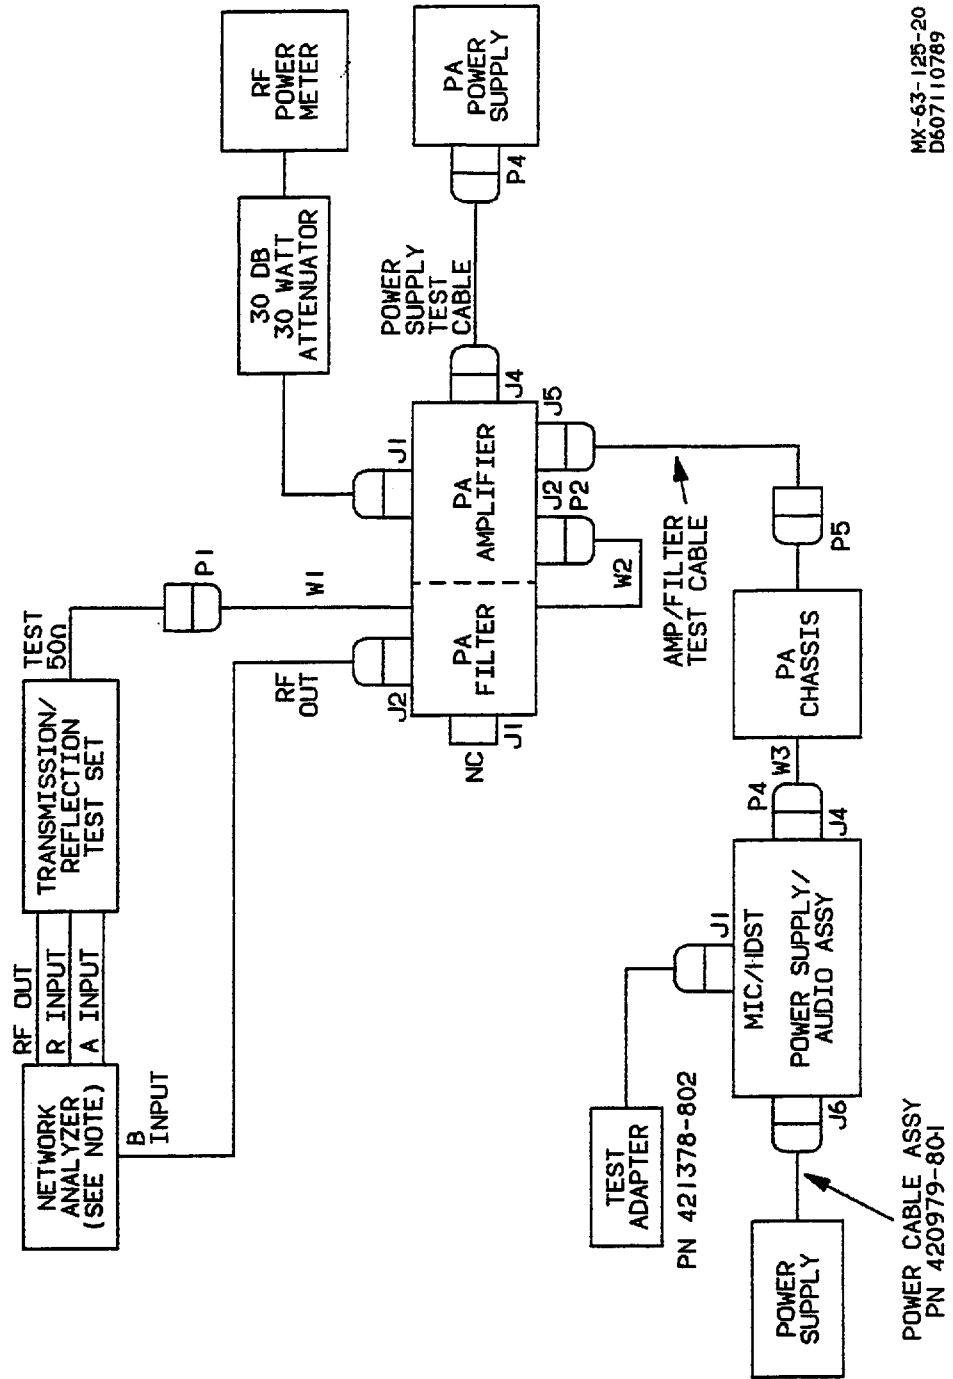 NETWORK
ANALYZER
(SEE NOTE)
RF OUT
R INPUT
A INPUT
TRANSMISSION/
REFLECTION
TEST SET
TEST
50Ω
B
INPUT
P1
W1
RF
OUT
J2
NC
J1
PA
FILTER
PA
AMPLIFIER
J1
30 DB
30 WATT
ATTENUATOR
RF
POWER
METER
J4
POWER
SUPPLY
TEST
CABLE
P4
PA
POWER
SUPPLY
J2
P2
J5
W2
AMP/FILTER
TEST CABLE
P5
PA
CHASSIS
W3
P4
J4
TEST
ADAPTER
PN 421378-802
J1
MIC/HDST
POWER SUPPLY/
AUDIO ASSY
J6
POWER
SUPPLY
POWER CABLE ASSY
PN 420979-801
MX-63-125-20
D607110789